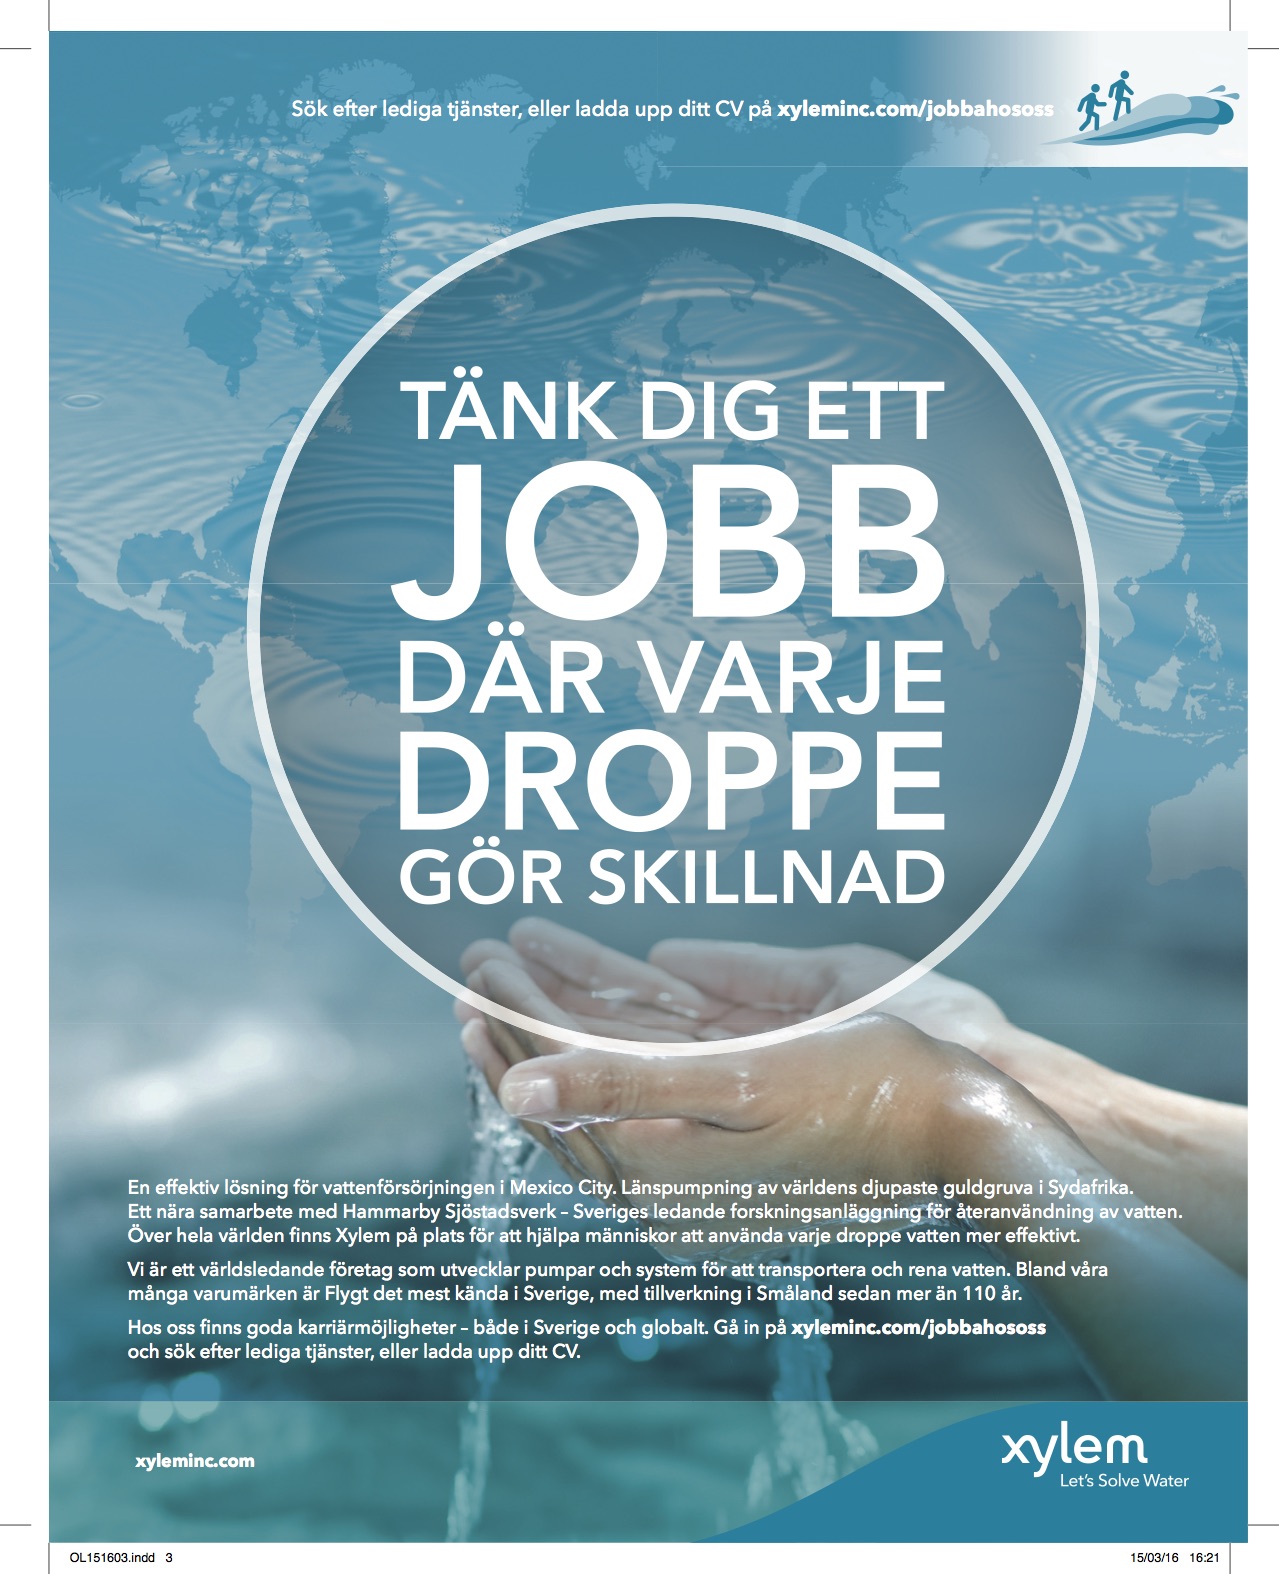 Sök efter lediga tjänster, eller ladda upp ditt CV på xyleminc.com/jobbahososs
TÄNK DIG ETT
JOBB
DÄR VARJE
DROPPE
GÖR SKILLNAD
En effektiv lösning för vattenförsörjningen i Mexico City. Länspumpning av världens djupaste guldgruva i Sydafrika.
Ett nära samarbete med Hammarby Sjöstadsverk – Sveriges ledande forskningsanläggning för återanvändning av vatten.
Över hela världen finns Xylem på plats för att hjälpa människor att använda varje droppe vatten mer effektivt.
Vi är ett världsledande företag som utvecklar pumpar och system för att transportera och rena vatten. Bland våra
många varumärken är Flygt det mest kända i Sverige, med tillverkning i Småland sedan mer än 110 år.
Hos oss finns goda karriärmöjligheter – både i Sverige och globalt. Gå in på xyleminc.com/jobbahososs
och sök efter lediga tjänster, eller ladda upp ditt CV.
xyleminc.com
xylem
Let's Solve Water
OL151603.indd 3
15/03/16 16:21